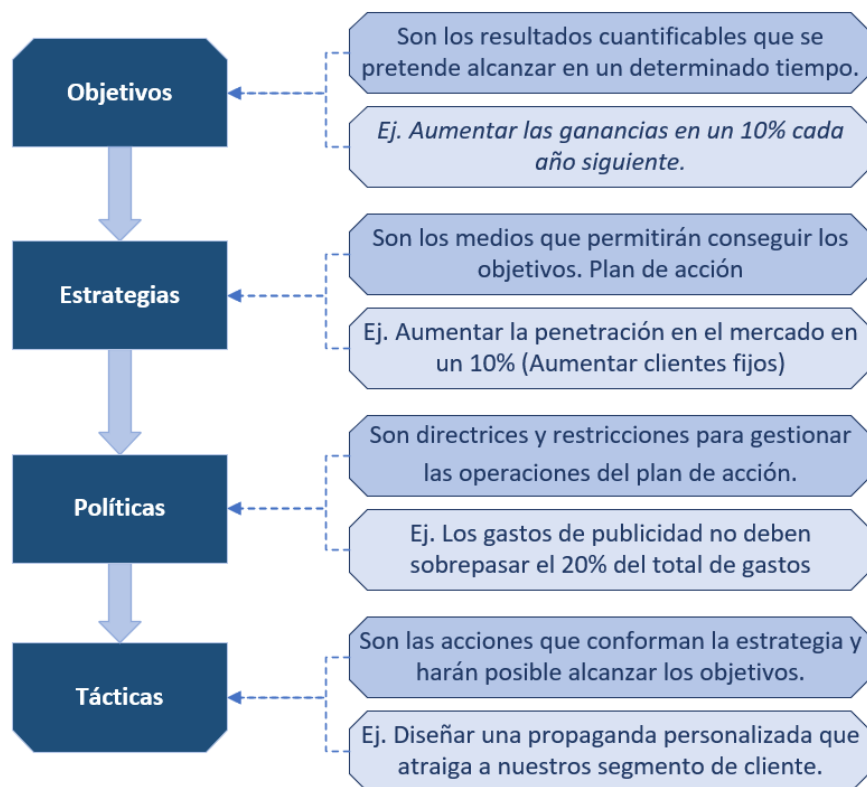 Objetivos
Son los resultados cuantificables que se
pretende alcanzar en un determinado tiempo.
Ej. Aumentar las ganancias en un 10% cada
año siguiente.
Estrategias
Son los medios que permitirán conseguir los
objetivos. Plan de acción
Ej. Aumentar la penetración en el mercado en
un 10% (Aumentar clientes fijos)
Políticas
Son directrices y restricciones para gestionar
las operaciones del plan de acción.
Ej. Los gastos de publicidad no deben
sobrepasar el 20% del total de gastos
Tácticas
Son las acciones que conforman la estrategia y
harán posible alcanzar los objetivos.
Ej. Diseñar una propaganda personalizada que
atraiga a nuestros segmento de cliente.